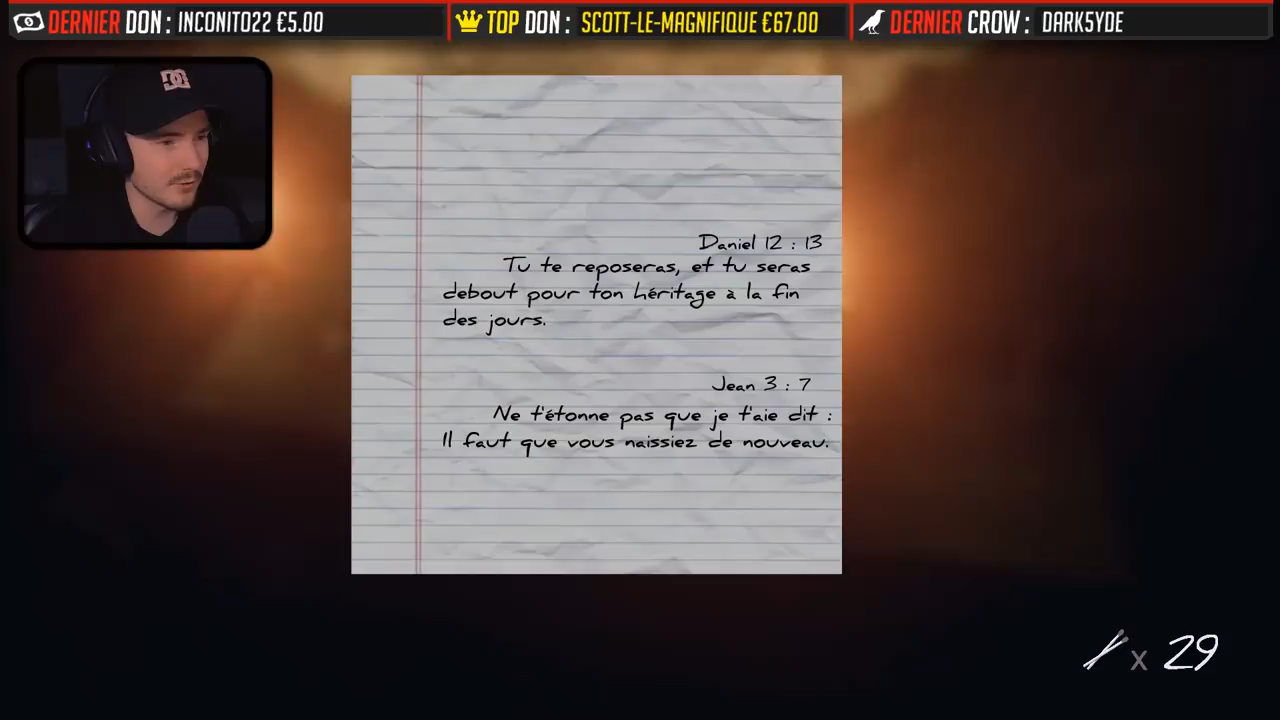 DERNIER DON : INCONITO22 €5.00
TOP DON : SCOTT-LE-MAGNIFIQUE €67.00
DERNIER CROW : DARK5YDE
Daniel 12 : 13
Tu te reposeras, et tu seras
debout pour ton héritage à la fin
des jours.
Jean 3 : 7
Ne t'étonne pas que je t'aie dit :
Il faut que vous naissiez de nouveau.
x 29